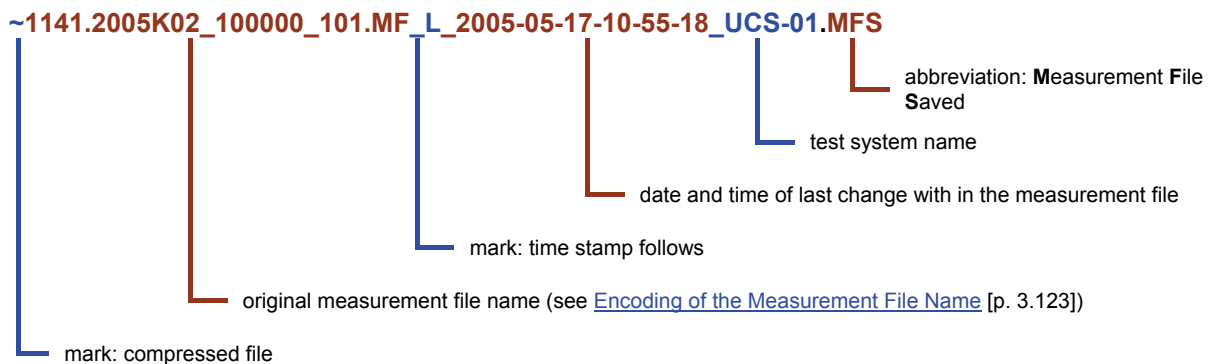 ~1141.2005K02_100000_101.MF_L_2005-05-17-10-55-18_UCS-01.MFS
abbreviation: Measurement File
Saved
test system name
date and time of last change with in the measurement file
mark: time stamp follows
original measurement file name (see Encoding of the Measurement File Name [p. 3.123])
mark: compressed file